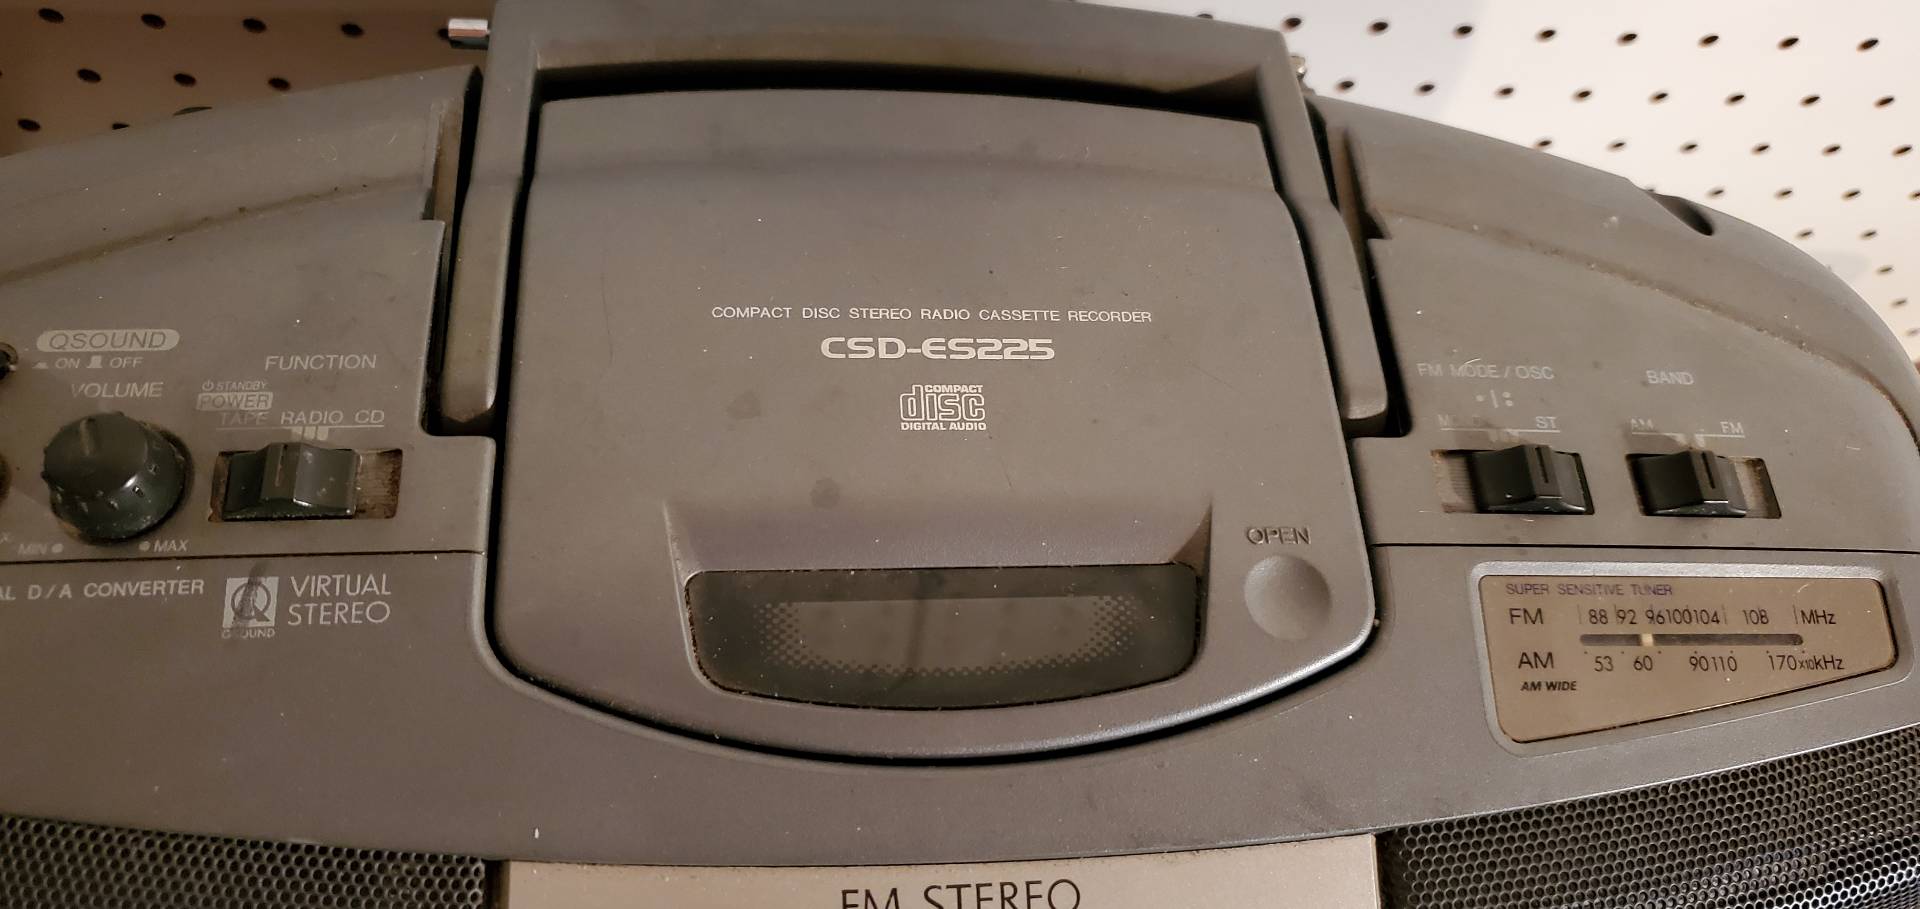 QSOUND
ON OFF
VOLUME
MIN MAX
FUNCTION
STANDBY
POWER
TAPE RADIO CD
D/A CONVERTER
QSOUND
VIRTUAL
STEREO
COMPACT DISC STEREO RADIO CASSETTE RECORDER
CSD-ES225
COMPACT
disc
DIGITAL AUDIO
OPEN
FM MODE/OSC
ST
BAND
AM FM
SUPER SENSITIVE TUNER
FM 88 92 96 100 104 108 MHz
AM 53 60 90 110 170 x10kHz
AM WIDE
FM STEREO